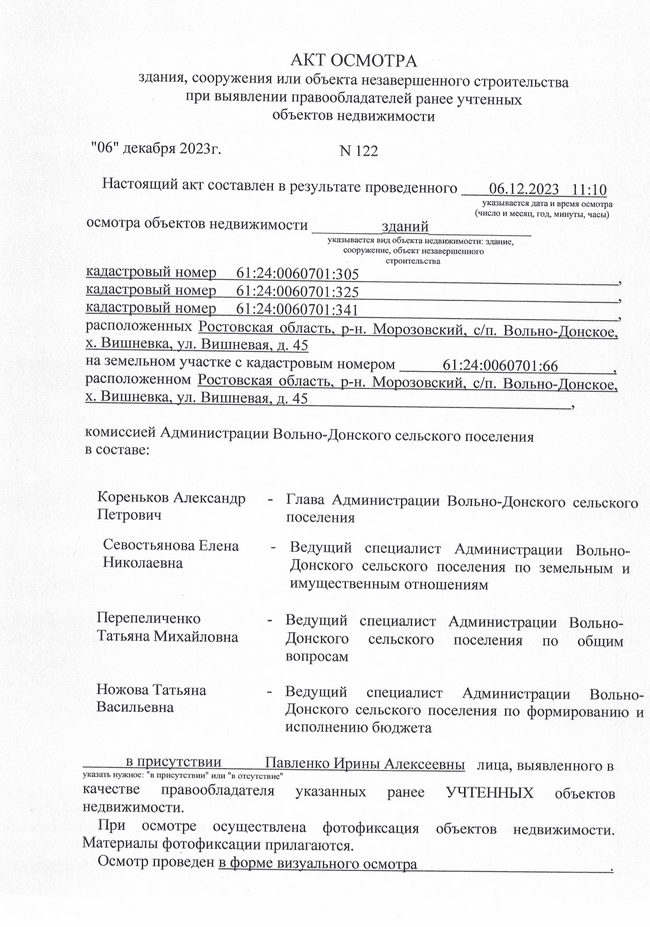 АКТ ОСМОТРА
здания, сооружения или объекта незавершенного строительства
при выявлении правообладателей ранее учтенных
объектов недвижимости
"06" декабря 2023г. N 122
Настоящий акт составлен в результате проведенного 06.12.2023 11:10
указывается дата и время осмотра
(число и месяц, год, минуты, часы)
осмотра объектов недвижимости зданий
указывается вид объекта недвижимости: здание,
сооружение, объект незавершенного
строительства
кадастровый номер 61:24:0060701:305,
кадастровый номер 61:24:0060701:325,
кадастровый номер 61:24:0060701:341,
расположенных Ростовская область, р-н. Морозовский, с/п. Вольно-Донское,
х. Вишневка, ул. Вишневая, д. 45
на земельном участке с кадастровым номером 61:24:0060701:66,
расположенном Ростовская область, р-н. Морозовский, с/п. Вольно-Донское,
х. Вишневка, ул. Вишневая, д. 45,
комиссией Администрации Вольно-Донского сельского поселения
в составе:
Кореньков Александр - Глава Администрации Вольно-Донского сельского
Петрович поселения
Севостьянова Елена - Ведущий специалист Администрации Вольно-
Николаевна Донского сельского поселения по земельным и
имущественным отношениям
Перепеличенко - Ведущий специалист Администрации Вольно-
Татьяна Михайловна Донского сельского поселения по общим
вопросам
Ножова Татьяна - Ведущий специалист Администрации Вольно-
Васильевна Донского сельского поселения по формированию и
исполнению бюджета
в присутствии Павленко Ирины Алексеевны лица, выявленного в
указать нужное: "в присутствии" или "в отсутствие"
качестве правообладателя указанных ранее УЧТЕННЫХ объектов
недвижимости.
При осмотре осуществлена фотофиксация объектов недвижимости.
Материалы фотофиксации прилагаются.
Осмотр проведен в форме визуального осмотра.